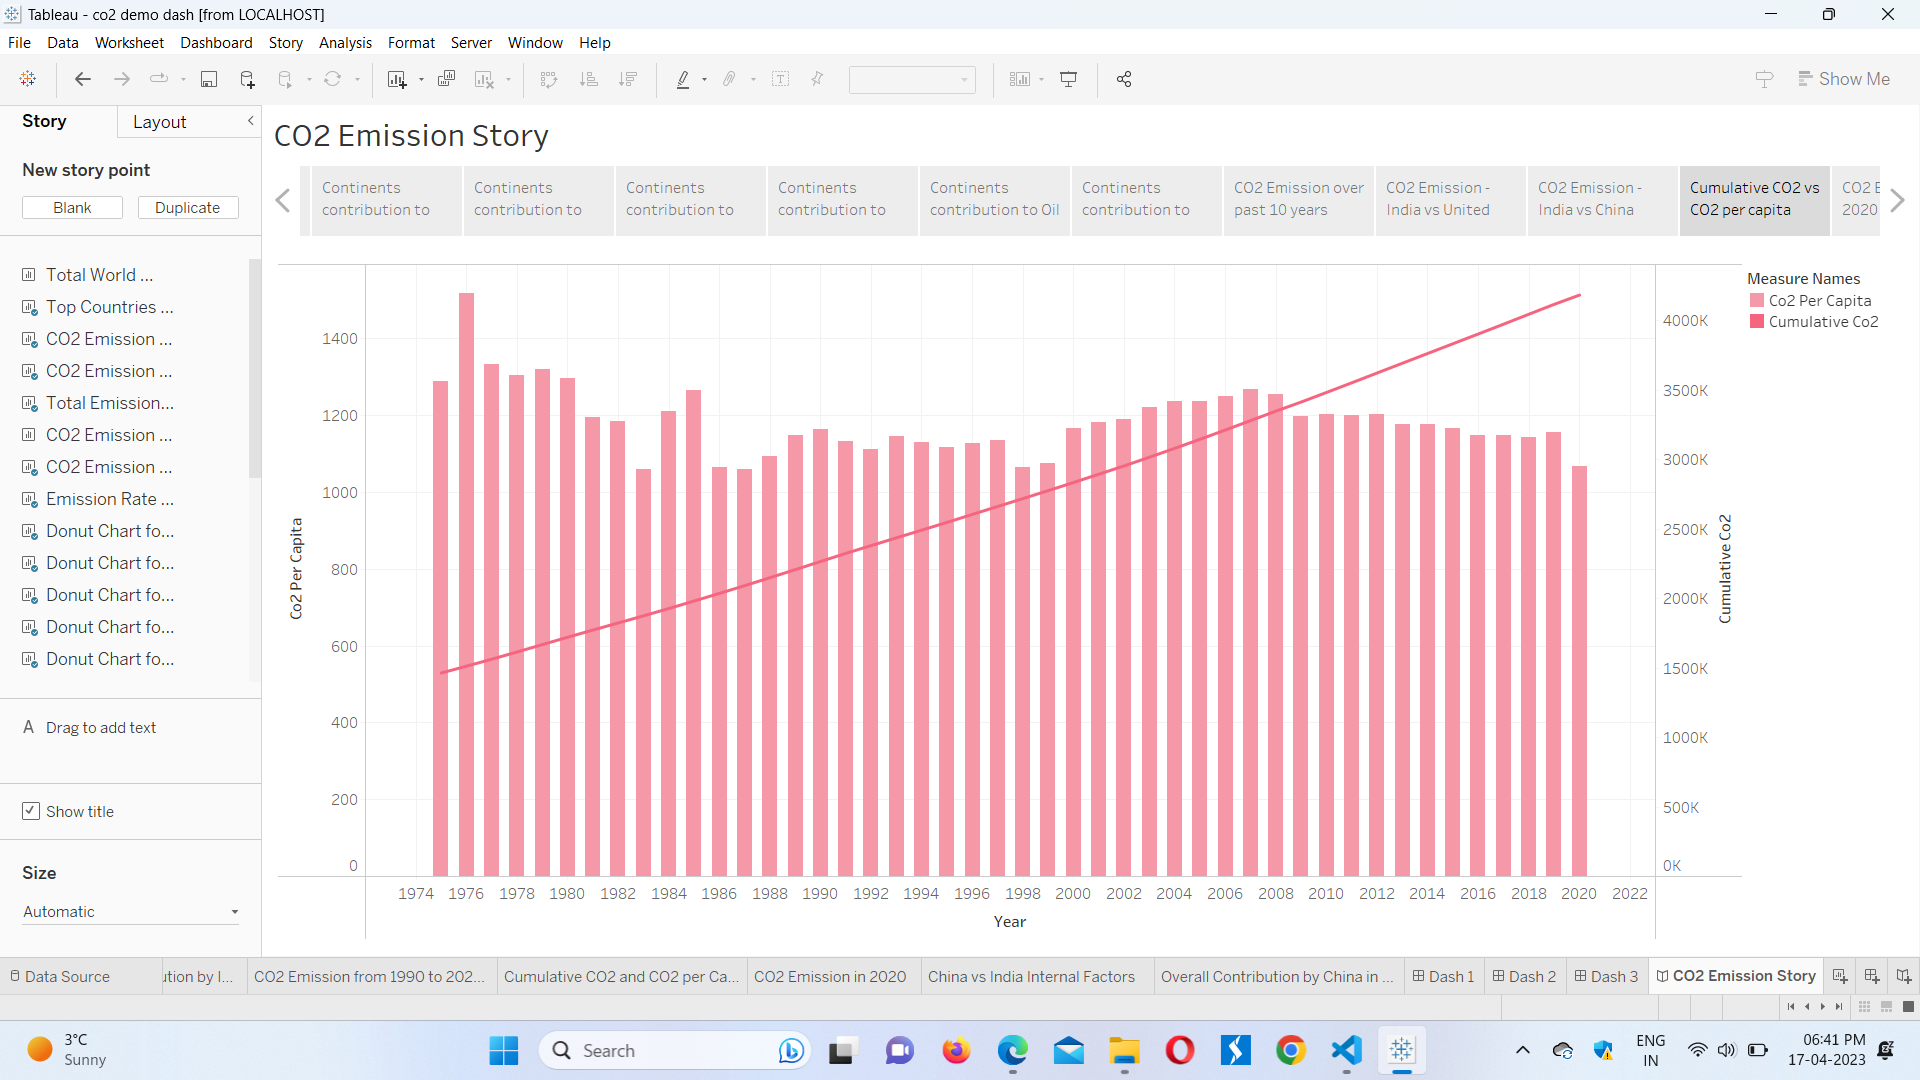 Tableau - co2 demo dash [from LOCALHOST]
File Data Worksheet Dashboard Story Analysis Format Server Window Help
Show Me
Story Layout
New story point
Blank Duplicate
Total World ...
Top Countries ...
CO2 Emission ...
CO2 Emission ...
Total Emission...
CO2 Emission ...
CO2 Emission ...
Emission Rate ...
Donut Chart fo...
Donut Chart fo...
Donut Chart fo...
Donut Chart fo...
Donut Chart fo...
A Drag to add text
Show title
Size
Automatic
CO2 Emission Story
Continents
contribution to
Continents
contribution to
Continents
contribution to
Continents
contribution to
Continents
contribution to Oil
Continents
contribution to
CO2 Emission over
past 10 years
CO2 Emission -
India vs United
CO2 Emission -
India vs China
Cumulative CO2 vs
CO2 per capita
CO2 E
2020
Co2 Per Capita
1400
1200
1000
800
600
400
200
0
1974 1976 1978 1980 1982 1984 1986 1988 1990 1992 1994 1996 1998 2000 2002 2004 2006 2008 2010 2012 2014 2016 2018 2020 2022
Year
4000K
3500K
3000K
2500K
2000K
1500K
1000K
500K
0K
Cumulative Co2
Measure Names
Co2 Per Capita
Cumulative Co2
Data Source ution by I... CO2 Emission from 1990 to 202... Cumulative CO2 and CO2 per Ca... CO2 Emission in 2020 China vs India Internal Factors Overall Contribution by China in ... Dash 1 Dash 2 Dash 3 CO2 Emission Story
3°C
Sunny
Search
ENG
IN
06:41 PM
17-04-2023